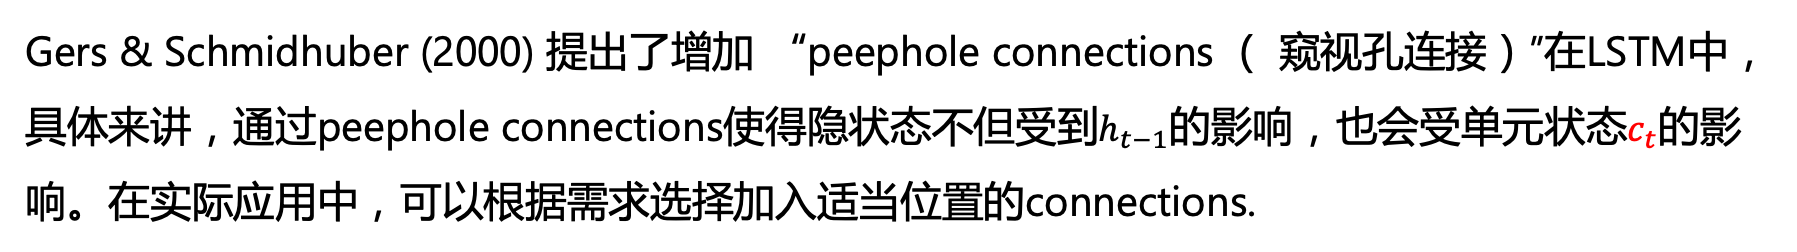 Gers & Schmidhuber (2000) 提出了增加 “peephole connections（ 窥视孔连接）”在LSTM中，
具体来讲，通过peephole connections使得隐状态不但受到h_{t−1}的影响，也会受单元状态c_t的影
响。在实际应用中，可以根据需求选择加入适当位置的connections.